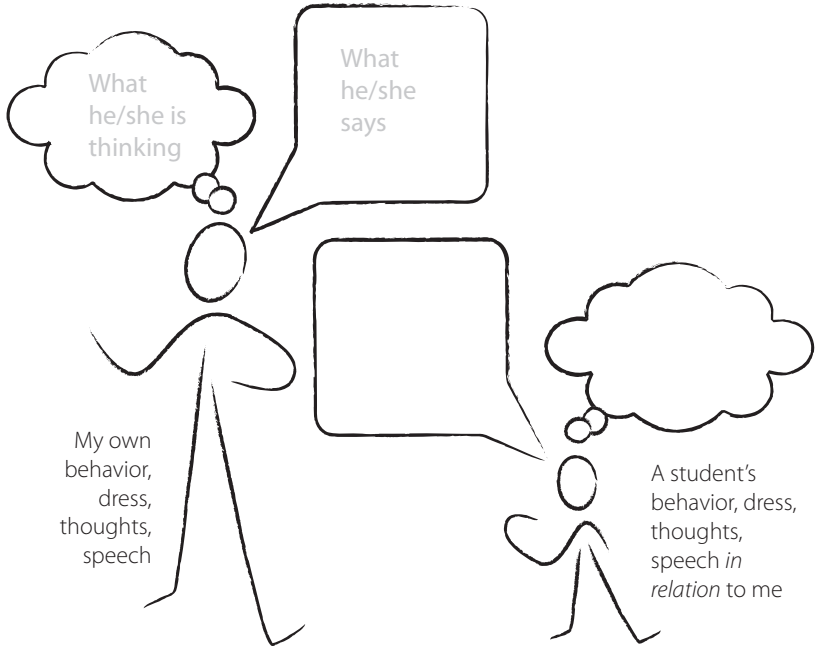 What
he/she is
thinking
What
he/she
says
My own
behavior,
dress,
thoughts,
speech
A student’s
behavior, dress,
thoughts,
speech in
relation to me